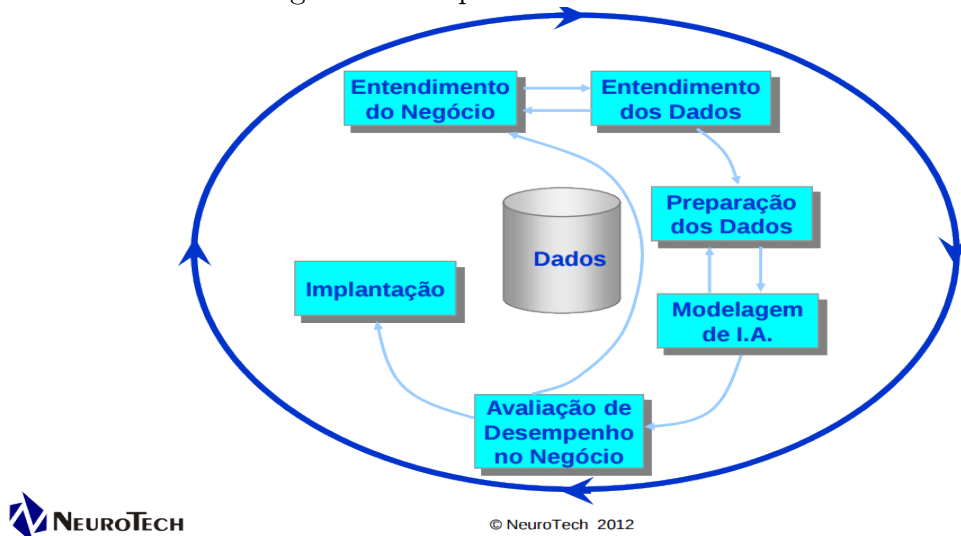 Entendimento
do Negócio
Entendimento
dos Dados
Preparação
dos Dados
Dados
Implantação
Modelagem
de I.A.
Avaliação de
Desempenho
no Negócio
NEUROTECH
© NeuroTech 2012